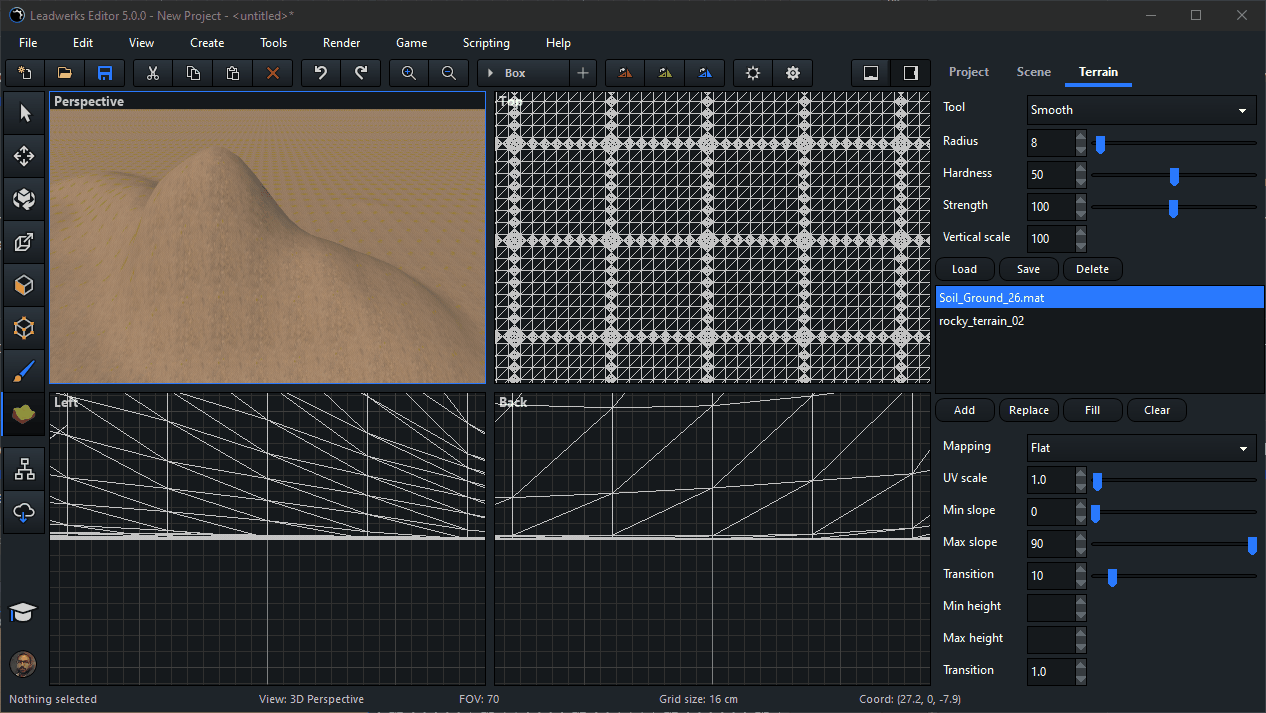 Leadwerks Editor 5.0.0 - New Project - <untitled>*
File Edit View Create Tools Render Game Scripting Help
Box
Project Scene Terrain
Perspective
Top
Left
Back
Tool Smooth
Radius 8
Hardness 50
Strength 100
Vertical scale 100
Load Save Delete
Soil_Ground_26.mat
rocky_terrain_02
Add Replace Fill Clear
Mapping Flat
UV scale 1.0
Min slope 0
Max slope 90
Transition 10
Min height
Max height
Transition 1.0
Nothing selected View: 3D Perspective FOV: 70 Grid size: 16 cm Coord: (27.2, 0, -7.9)